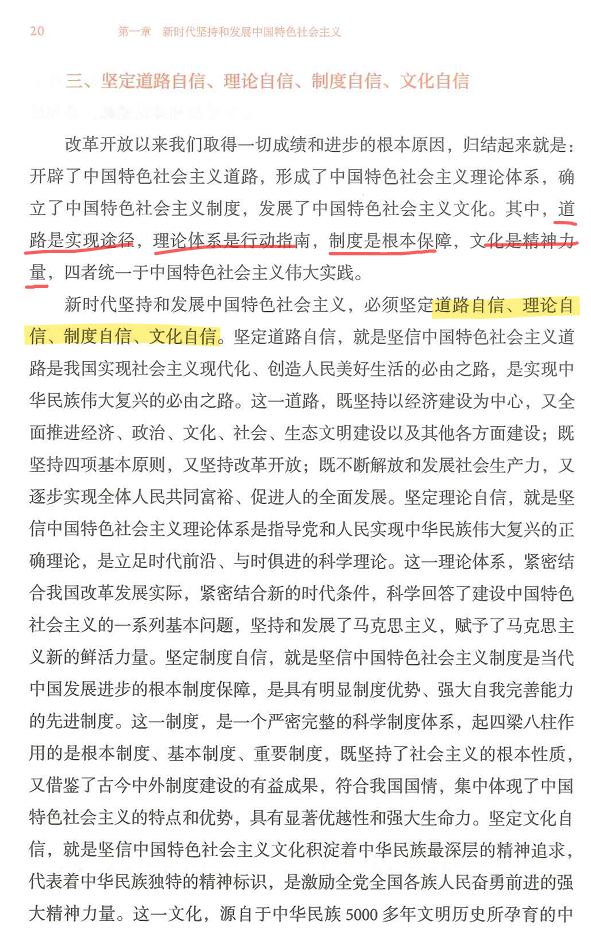 20 第一章 新时代坚持和发展中国特色社会主义
三、坚定道路自信、理论自信、制度自信、文化自信
改革开放以来我们取得一切成绩和进步的根本原因，归结起来就是：
开辟了中国特色社会主义道路，形成了中国特色社会主义理论体系，确
立了中国特色社会主义制度，发展了中国特色社会主义文化。其中，道
路是实现途径，理论体系是行动指南，制度是根本保障，文化是精神力
量，四者统一于中国特色社会主义伟大实践。
新时代坚持和发展中国特色社会主义，必须坚定道路自信、理论自
信、制度自信、文化自信。坚定道路自信，就是坚信中国特色社会主义道
路是我国实现社会主义现代化、创造人民美好生活的必由之路，是实现中
华民族伟大复兴的必由之路。这一道路，既坚持以经济建设为中心，又全
面推进经济、政治、文化、社会、生态文明建设以及其他各方面建设；既
坚持四项基本原则，又坚持改革开放；既不断解放和发展社会生产力，又
逐步实现全体人民共同富裕、促进人的全面发展。坚定理论自信，就是坚
信中国特色社会主义理论体系是指导党和人民实现中华民族伟大复兴的正
确理论，是立足时代前沿、与时俱进的科学理论。这一理论体系，紧密结
合我国改革发展实际，紧密结合新的时代条件，科学回答了建设中国特色
社会主义的一系列基本问题，坚持和发展了马克思主义，赋予了马克思主
义新的鲜活力量。坚定制度自信，就是坚信中国特色社会主义制度是当代
中国发展进步的根本制度保障，是具有明显制度优势、强大自我完善能力
的先进制度。这一制度，是一个严密完整的科学制度体系，起四梁八柱作
用的是根本制度、基本制度、重要制度，既坚持了社会主义的根本性质，
又借鉴了古今中外制度建设的有益成果，符合我国国情，集中体现了中国
特色社会主义的特点和优势，具有显著优越性和强大生命力。坚定文化自
信，就是坚信中国特色社会主义文化积淀着中华民族最深层的精神追求，
代表着中华民族独特的精神标识，是激励全党全国各族人民奋勇前进的强
大精神力量。这一文化，源自于中华民族 5000 多年文明历史所孕育的中